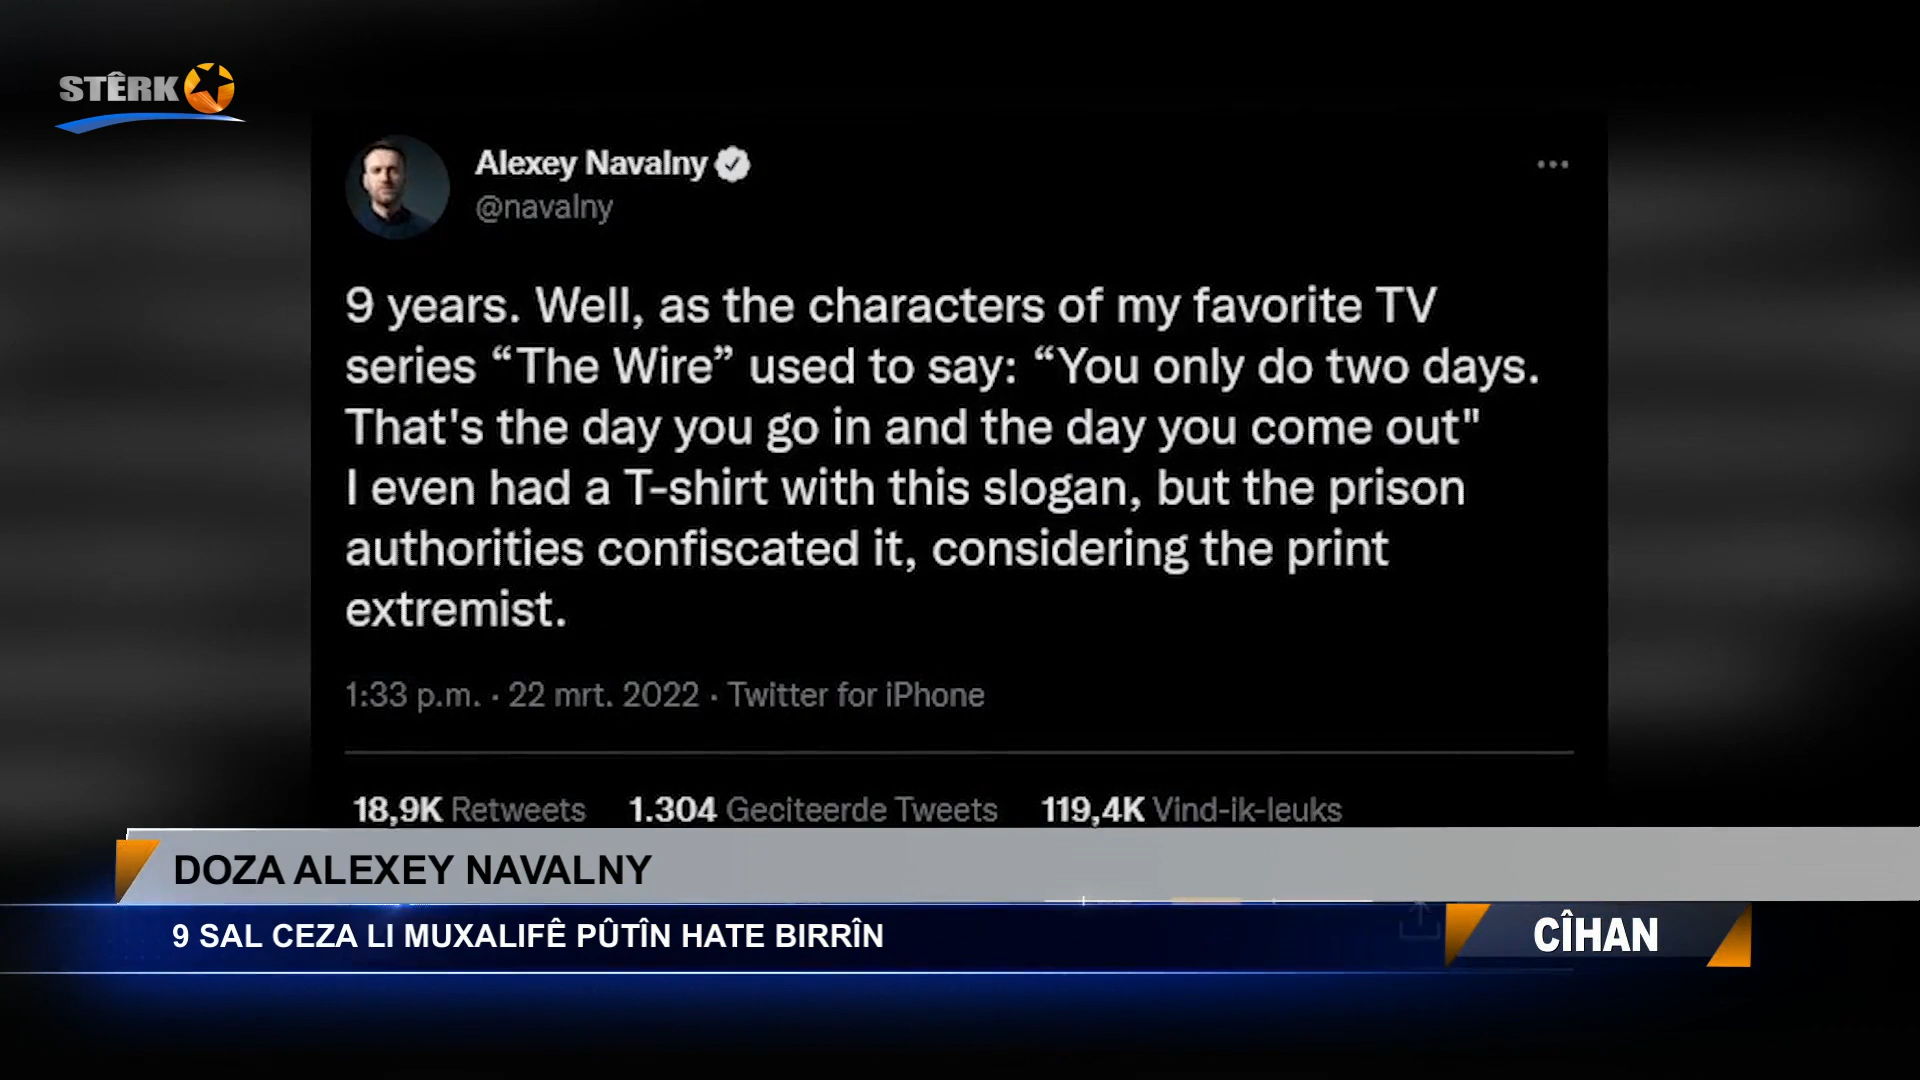 STÊRK
Alexey Navalny
@navalny
9 years. Well, as the characters of my favorite TV
series “The Wire” used to say: “You only do two days.
That's the day you go in and the day you come out"
I even had a T-shirt with this slogan, but the prison
authorities confiscated it, considering the print
extremist.
1:33 p.m. · 22 mrt. 2022 · Twitter for iPhone
18,9K Retweets 1.304 Geciteerde Tweets 119,4K Vind-ik-leuks
DOZA ALEXEY NAVALNY
9 SAL CEZA LI MUXALIFÊ PÛTÎN HATE BIRRÎN
CÎHAN